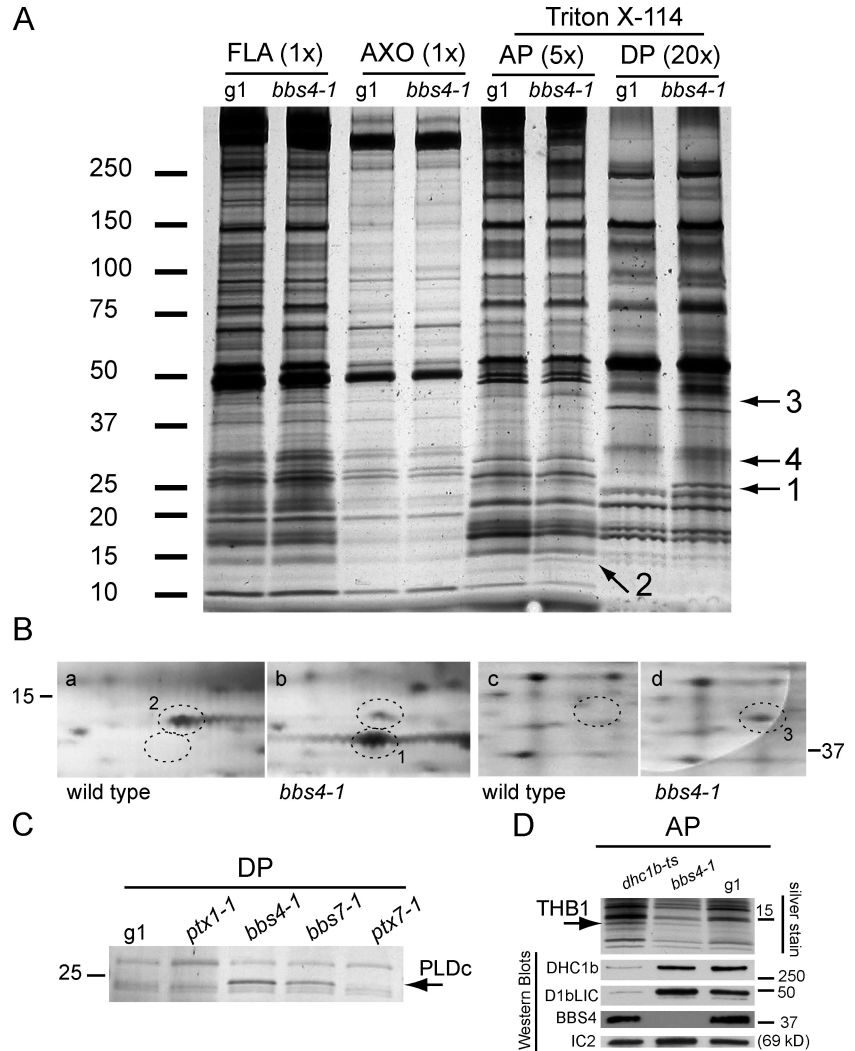 A
Triton X-114
FLA (1x) AXO (1x) AP (5x) DP (20x)
g1 bbs4-1 g1 bbs4-1 g1 bbs4-1 g1 bbs4-1
250
150
100
75
50
3
37
4
25
1
20
15
2
10
B
a b c d
15
2
1
3
37
wild type bbs4-1 wild type bbs4-1
C
DP
g1 ptx1-1 bbs4-1 bbs7-1 ptx7-1
25
PLDc
D
AP
dhc1b-ts bbs4-1 g1
THB1
15
silver stain
Western Blots
DHC1b
250
D1bLIC
50
BBS4
37
IC2
(69 kD)